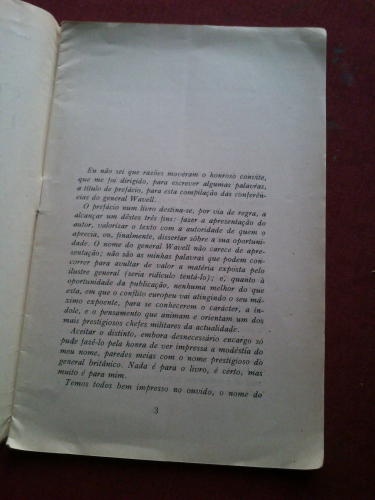 Eu não sei que razões moveram o honroso convite,
que me foi dirigido, para escrever algumas palavras,
a título de prefácio, para esta compilação das conferên-
cias do general Wavell.
O prefácio num livro destina-se, por via de regra, a
alcançar um dêstes três fins: fazer a apresentação do
autor, valorizar o texto com a autoridade de quem o
aprecia, ou, finalmente, dissertar sôbre a sua oportuni-
dade. O nome do general Wavell não carece de apre-
sentação; não são as minhas palavras que podem con-
correr para avultar de valor a matéria exposta pelo
ilustre general (seria ridículo tentá-lo); e, quanto à
oportunidade da publicação, nenhuma melhor do que
esta, em que o conflito europeu vai atingindo o seu má-
ximo expoente, para se conhecerem o carácter, a ín-
dole, e o pensamento que animam e orientam um dos
mais prestigiosos chefes militares da actualidade.
Aceitar o distinto, embora desnecessário encargo só
pude fazê-lo pela honra de ver impressa a modéstia do
meu nome, paredes meias com o nome prestigioso do
general britânico. Nada é para o livro, é certo, mas
muito é para mim.
Temos todos bem impresso no ouvido, o nome do
3